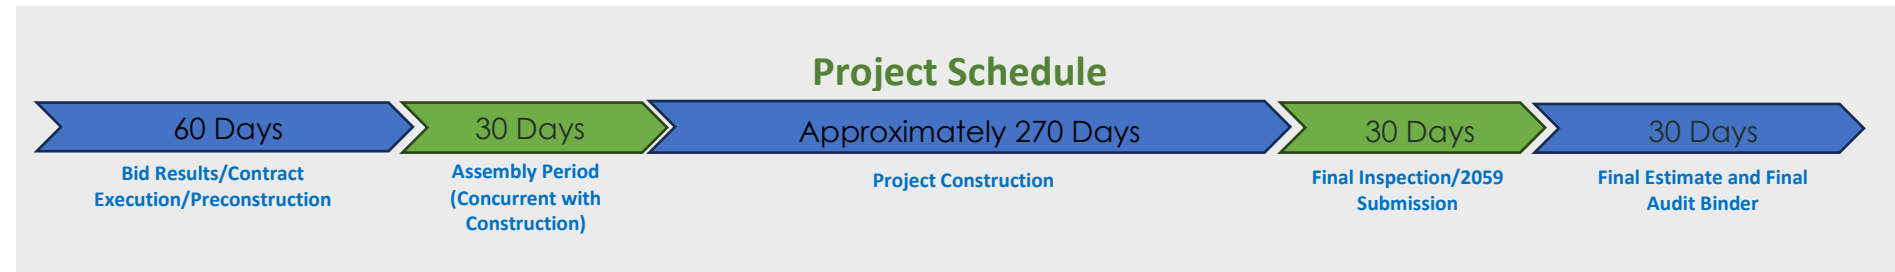 Project Schedule
60 Days
30 Days
Approximately 270 Days
30 Days
30 Days
Bid Results/Contract
Execution/Preconstruction
Assembly Period
(Concurrent with
Construction)
Project Construction
Final Inspection/2059
Submission
Final Estimate and Final
Audit Binder